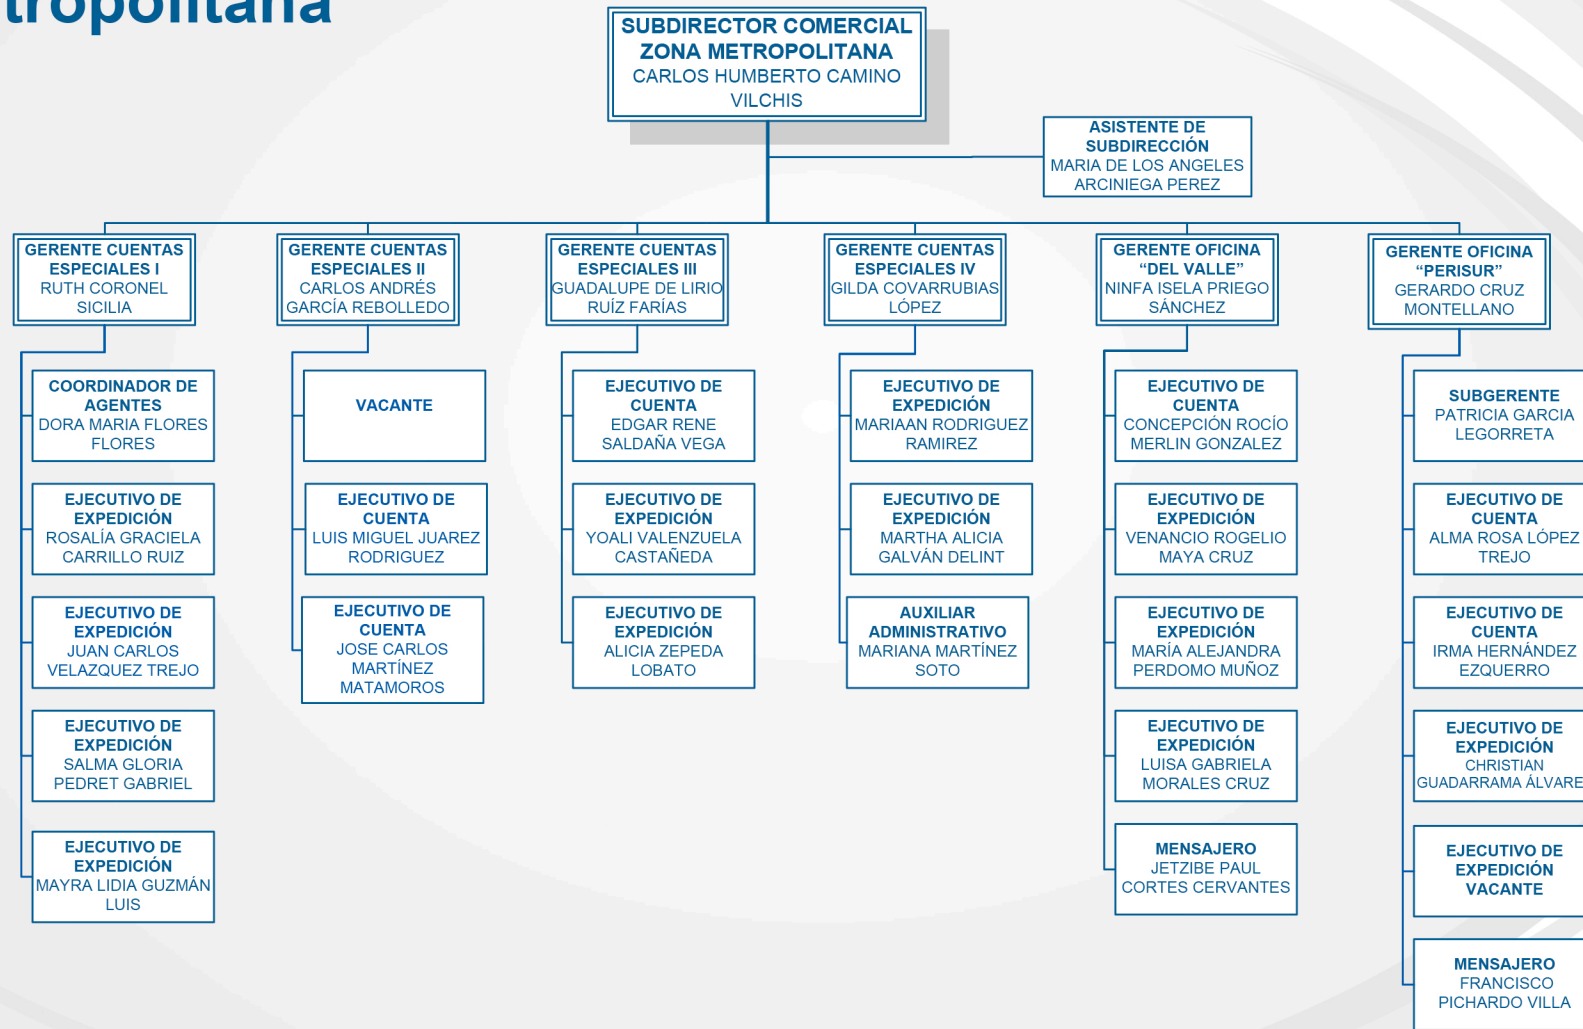 tropolitana
SUBDIRECTOR COMERCIAL
ZONA METROPOLITANA
CARLOS HUMBERTO CAMINO
VILCHIS
ASISTENTE DE
SUBDIRECCIÓN
MARIA DE LOS ANGELES
ARCINIEGA PEREZ
GERENTE CUENTAS
ESPECIALES I
RUTH CORONEL
SICILIA
COORDINADOR DE
AGENTES
DORA MARIA FLORES
FLORES
EJECUTIVO DE
EXPEDICIÓN
ROSALÍA GRACIELA
CARRILLO RUIZ
EJECUTIVO DE
EXPEDICIÓN
JUAN CARLOS
VELAZQUEZ TREJO
EJECUTIVO DE
EXPEDICIÓN
SALMA GLORIA
PEDRET GABRIEL
EJECUTIVO DE
EXPEDICIÓN
MAYRA LIDIA GUZMÁN
LUIS
GERENTE CUENTAS
ESPECIALES II
CARLOS ANDRÉS
GARCÍA REBOLLEDO
VACANTE
EJECUTIVO DE
CUENTA
LUIS MIGUEL JUAREZ
RODRIGUEZ
EJECUTIVO DE
CUENTA
JOSE CARLOS
MARTÍNEZ
MATAMOROS
GERENTE CUENTAS
ESPECIALES III
GUADALUPE DE LIRIO
RUÍZ FARÍAS
EJECUTIVO DE
CUENTA
EDGAR RENE
SALDAÑA VEGA
EJECUTIVO DE
EXPEDICIÓN
YOALI VALENZUELA
CASTAÑEDA
EJECUTIVO DE
EXPEDICIÓN
ALICIA ZEPEDA
LOBATO
GERENTE CUENTAS
ESPECIALES IV
GILDA COVARRUBIAS
LÓPEZ
EJECUTIVO DE
EXPEDICIÓN
MARIAAN RODRIGUEZ
RAMIREZ
EJECUTIVO DE
EXPEDICIÓN
MARTHA ALICIA
GALVÁN DELINT
AUXILIAR
ADMINISTRATIVO
MARIANA MARTÍNEZ
SOTO
GERENTE OFICINA
“DEL VALLE”
NINFA ISELA PRIEGO
SÁNCHEZ
EJECUTIVO DE
CUENTA
CONCEPCIÓN ROCÍO
MERLIN GONZALEZ
EJECUTIVO DE
EXPEDICIÓN
VENANCIO ROGELIO
MAYA CRUZ
EJECUTIVO DE
EXPEDICIÓN
MARÍA ALEJANDRA
PERDOMO MUÑOZ
EJECUTIVO DE
EXPEDICIÓN
LUISA GABRIELA
MORALES CRUZ
MENSAJERO
JETZIBE PAUL
CORTES CERVANTES
GERENTE OFICINA
“PERISUR”
GERARDO CRUZ
MONTELLANO
SUBGERENTE
PATRICIA GARCIA
LEGORRETA
EJECUTIVO DE
CUENTA
ALMA ROSA LÓPEZ
TREJO
EJECUTIVO DE
CUENTA
IRMA HERNÁNDEZ
EZQUERRO
EJECUTIVO DE
EXPEDICIÓN
CHRISTIAN
GUADARRAMA ÁLVARE
EJECUTIVO DE
EXPEDICIÓN
VACANTE
MENSAJERO
FRANCISCO
PICHARDO VILLA